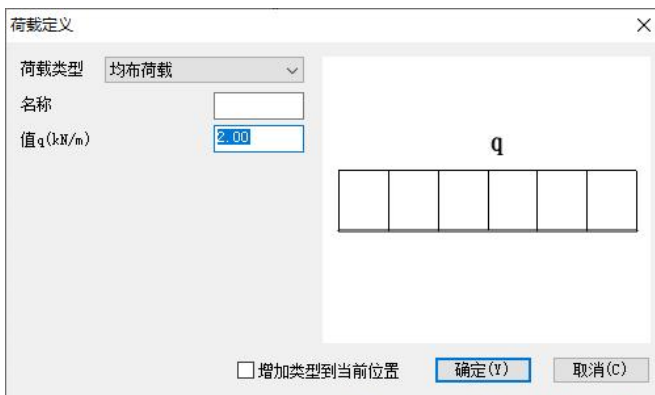 荷载定义
荷载类型 均布荷载
名称
值q(kN/m) 2.00
q
增加类型到当前位置 确定(Y) 取消(C)